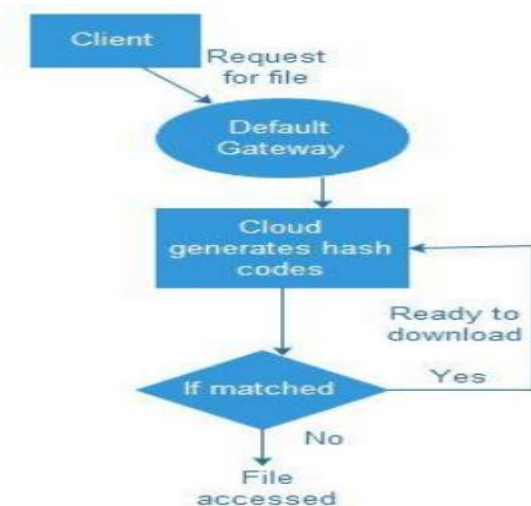 Client
Request
for file
Default
Gateway
Cloud
generates hash
codes
Ready to
download
If matched
Yes
No
File
accessed